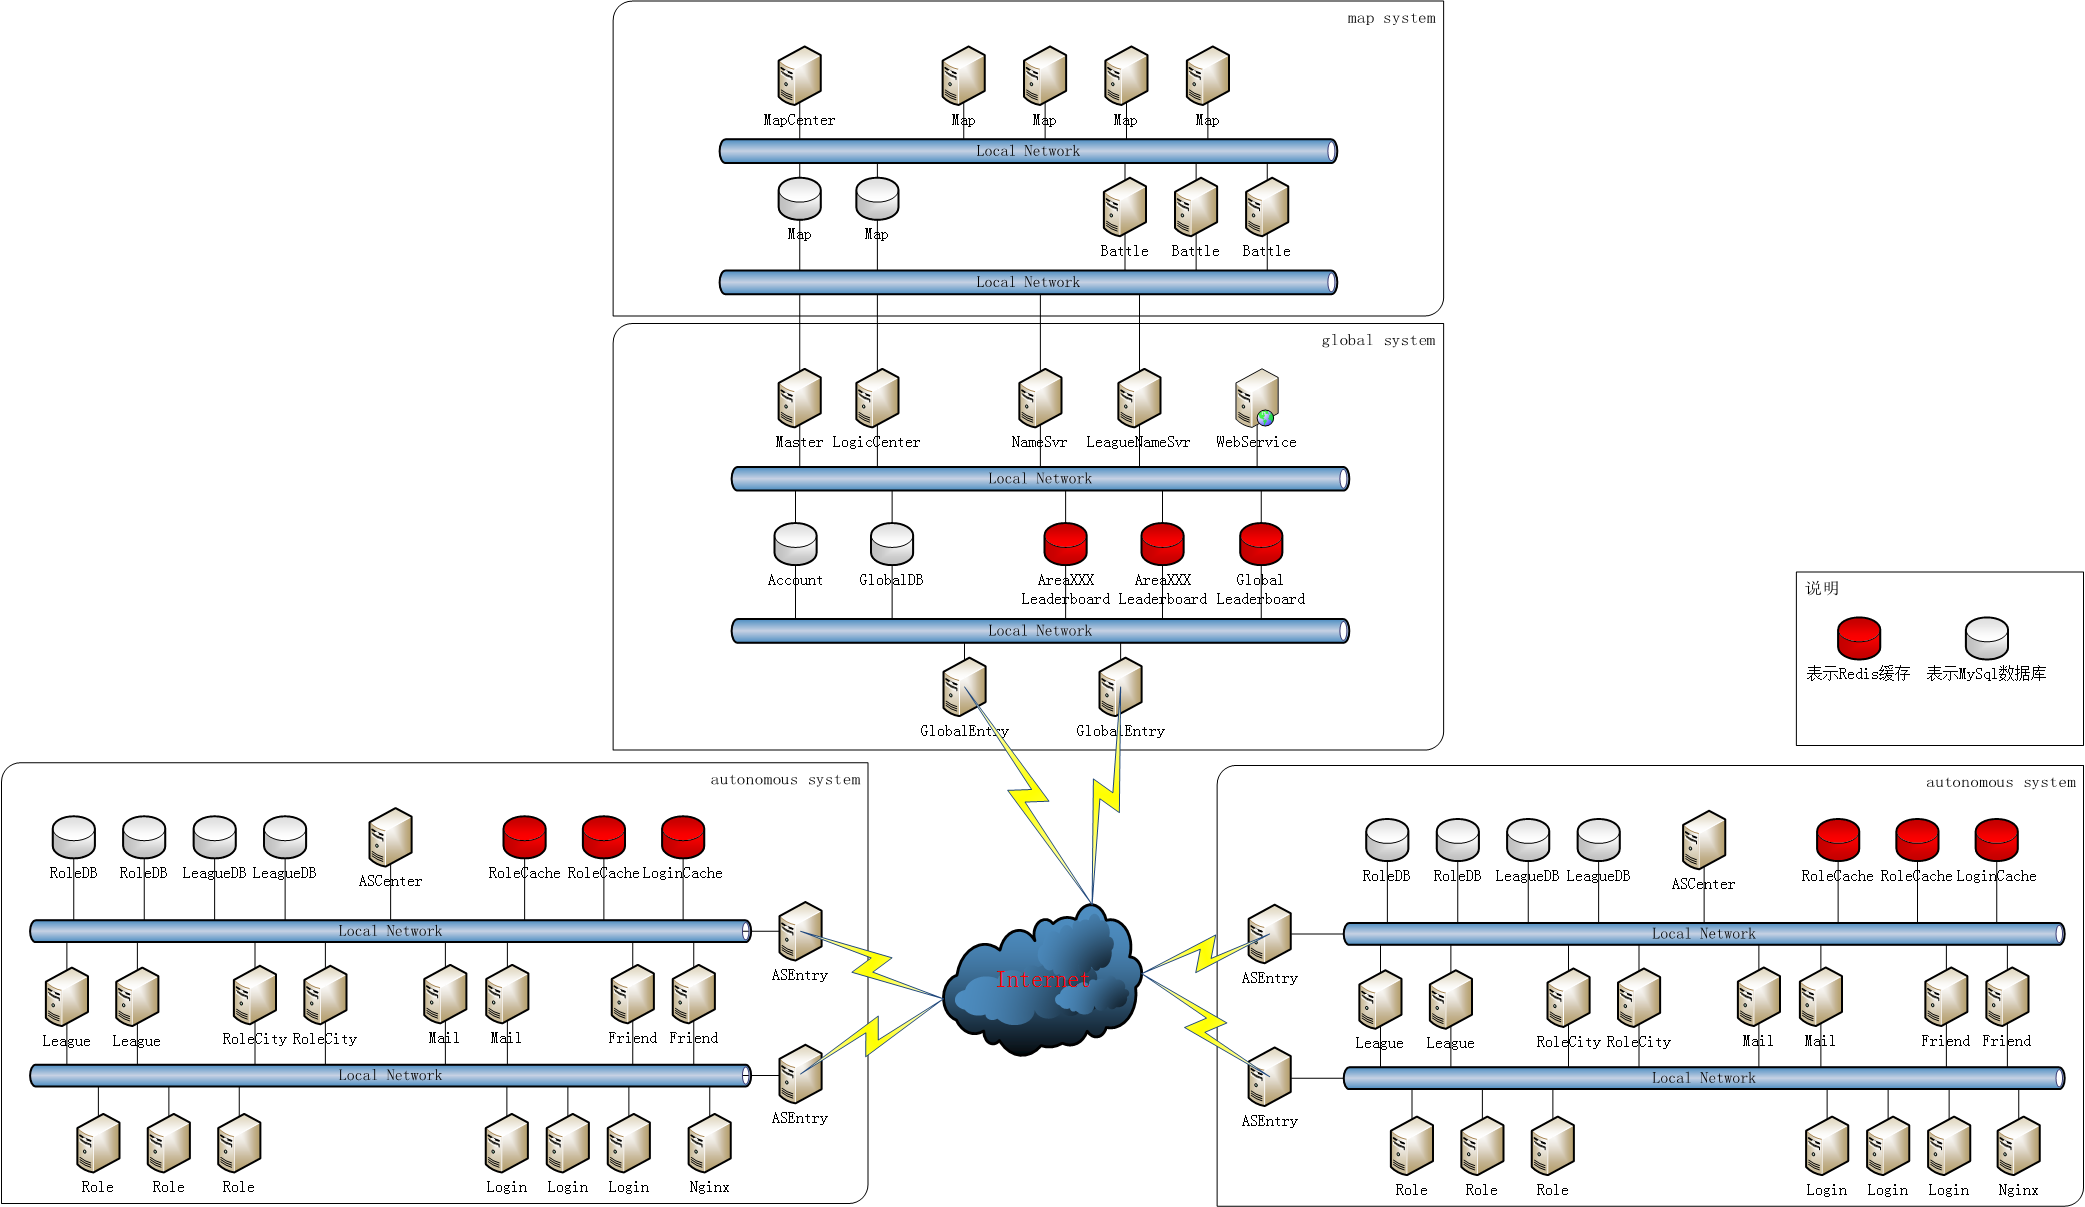 map system
MapCenter
Map
Map
Map
Map
Local Network
Map
Map
Battle
Battle
Battle
Local Network
global system
Master
LogicCenter
NameSvr
LeagueNameSvr
WebService
Local Network
Account
GlobalDB
AreaXXX
Leaderboard
AreaXXX
Leaderboard
Global
Leaderboard
Local Network
GlobalEntry
GlobalEntry
说明
表示Redis缓存
表示MySql数据库
autonomous system
RoleDB
RoleDB
LeagueDB
LeagueDB
ASCenter
RoleCache
RoleCache
LoginCache
Local Network
ASEntry
League
League
RoleCity
RoleCity
Mail
Mail
Friend
Friend
Local Network
ASEntry
Role
Role
Role
Login
Login
Login
Nginx
Internet
autonomous system
RoleDB
RoleDB
LeagueDB
LeagueDB
ASCenter
RoleCache
RoleCache
LoginCache
Local Network
ASEntry
League
League
RoleCity
RoleCity
Mail
Mail
Friend
Friend
Local Network
ASEntry
Role
Role
Role
Login
Login
Login
Nginx